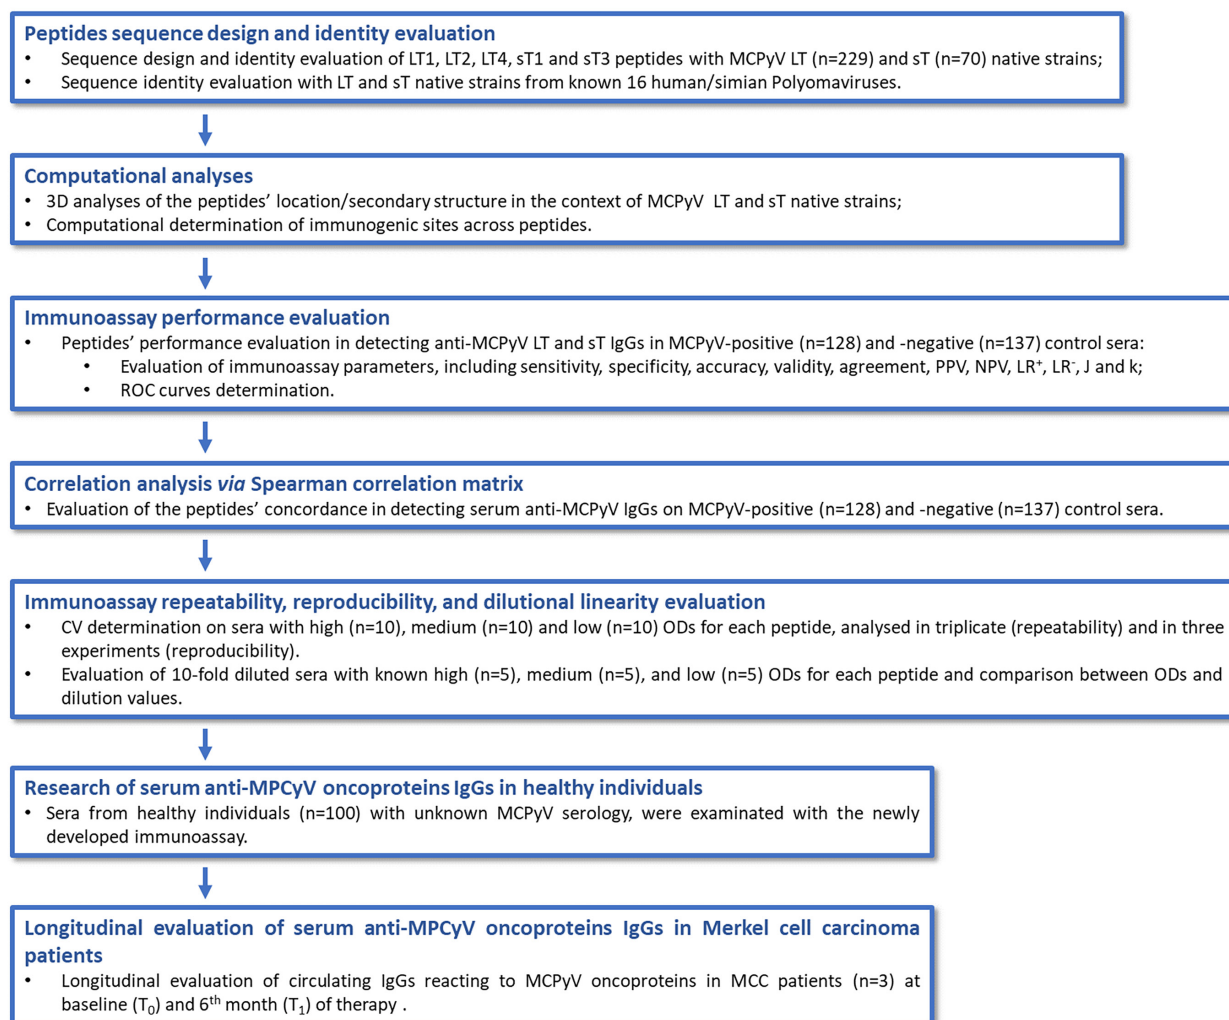 Peptides sequence design and identity evaluation
• Sequence design and identity evaluation of LT1, LT2, LT4, sT1 and sT3 peptides with MCPyV LT (n=229) and sT (n=70) native strains;
• Sequence identity evaluation with LT and sT native strains from known 16 human/simian Polyomaviruses.
Computational analyses
• 3D analyses of the peptides’ location/secondary structure in the context of MCPyV LT and sT native strains;
• Computational determination of immunogenic sites across peptides.
Immunoassay performance evaluation
• Peptides’ performance evaluation in detecting anti-MCPyV LT and sT IgGs in MCPyV-positive (n=128) and -negative (n=137) control sera:
• Evaluation of immunoassay parameters, including sensitivity, specificity, accuracy, validity, agreement, PPV, NPV, LR⁺, LR⁻, J and k;
• ROC curves determination.
Correlation analysis via Spearman correlation matrix
• Evaluation of the peptides’ concordance in detecting serum anti-MCPyV IgGs on MCPyV-positive (n=128) and -negative (n=137) control sera.
Immunoassay repeatability, reproducibility, and dilutional linearity evaluation
• CV determination on sera with high (n=10), medium (n=10) and low (n=10) ODs for each peptide, analysed in triplicate (repeatability) and in three
experiments (reproducibility).
• Evaluation of 10-fold diluted sera with known high (n=5), medium (n=5), and low (n=5) ODs for each peptide and comparison between ODs and
dilution values.
Research of serum anti-MPCyV oncoproteins IgGs in healthy individuals
• Sera from healthy individuals (n=100) with unknown MCPyV serology, were examinated with the newly
developed immunoassay.
Longitudinal evaluation of serum anti-MPCyV oncoproteins IgGs in Merkel cell carcinoma
patients
• Longitudinal evaluation of circulating IgGs reacting to MCPyV oncoproteins in MCC patients (n=3) at
baseline (T₀) and 6ᵗʰ month (T₁) of therapy .